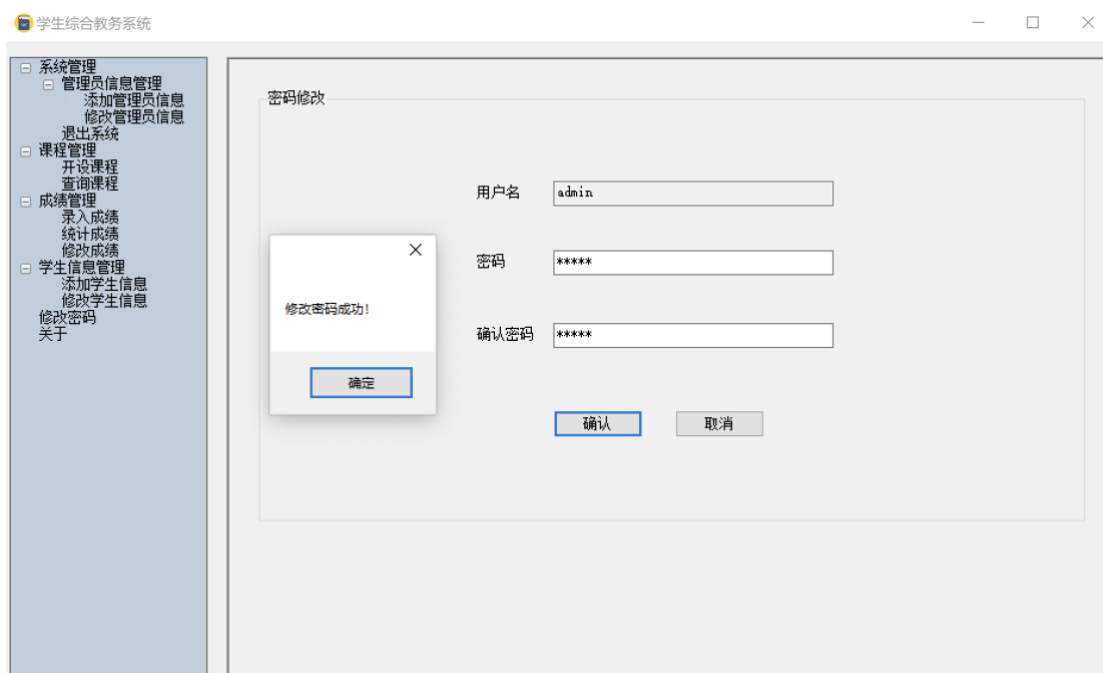 学生综合教务系统
系统管理
管理员信息管理
添加管理员信息
修改管理员信息
退出系统
课程管理
开设课程
查询课程
成绩管理
录入成绩
统计成绩
修改成绩
学生信息管理
添加学生信息
修改学生信息
修改密码
关于
密码修改
用户名 admin
密码 *****
确认密码 *****
确认 取消
修改密码成功!
确定